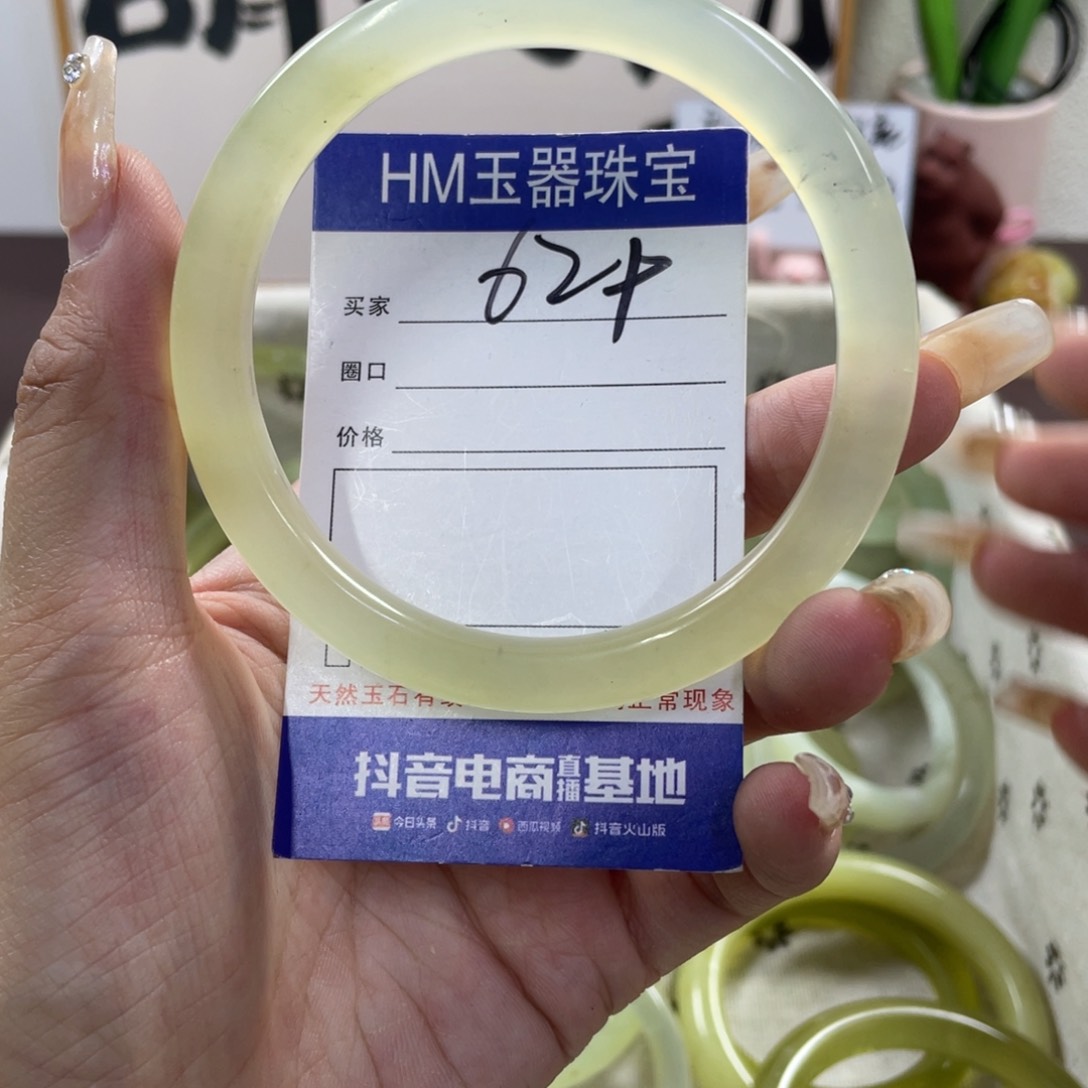 HM玉器珠宝
买家 62+
圈口
价格
天然玉石有 正常现象
抖音电商直播基地
今日头条 抖音 西瓜视频 抖音火山版